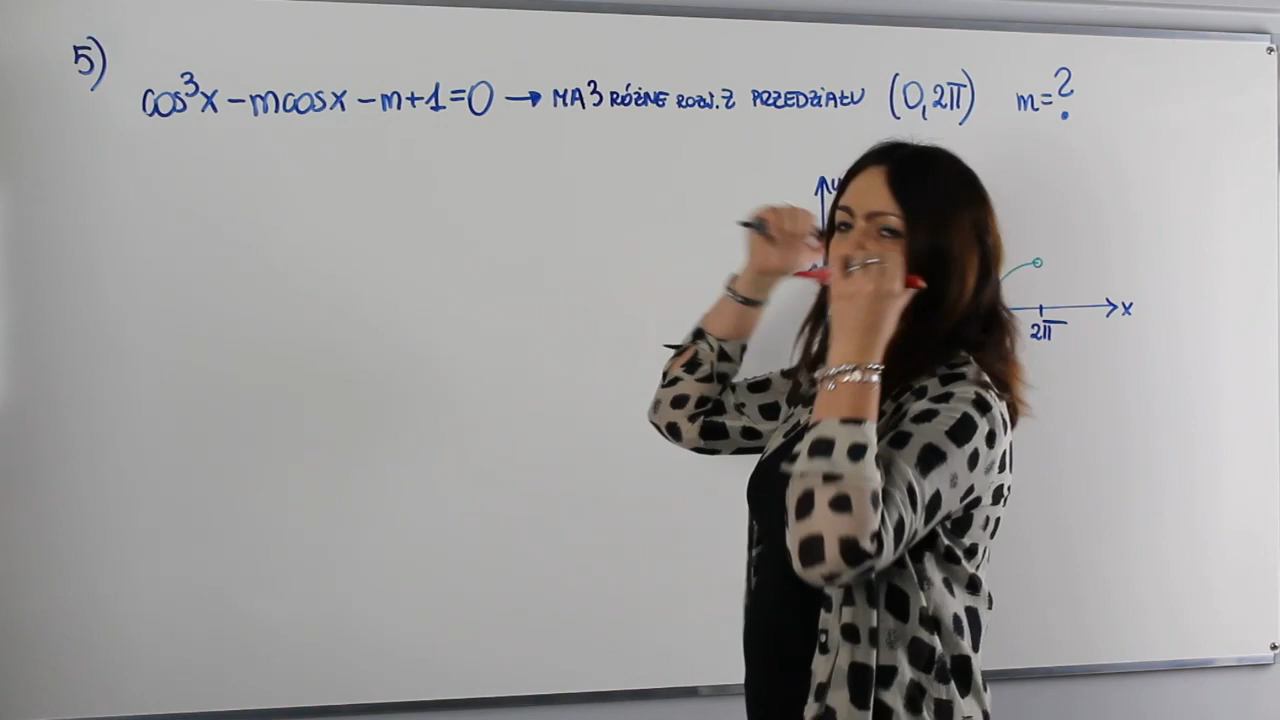 5)
cos³x - mcosx - m + 1 = 0 → MA 3 RÓŻNE ROZW. Z PRZEDZIAŁU (0, 2π) m = ?
x
2π